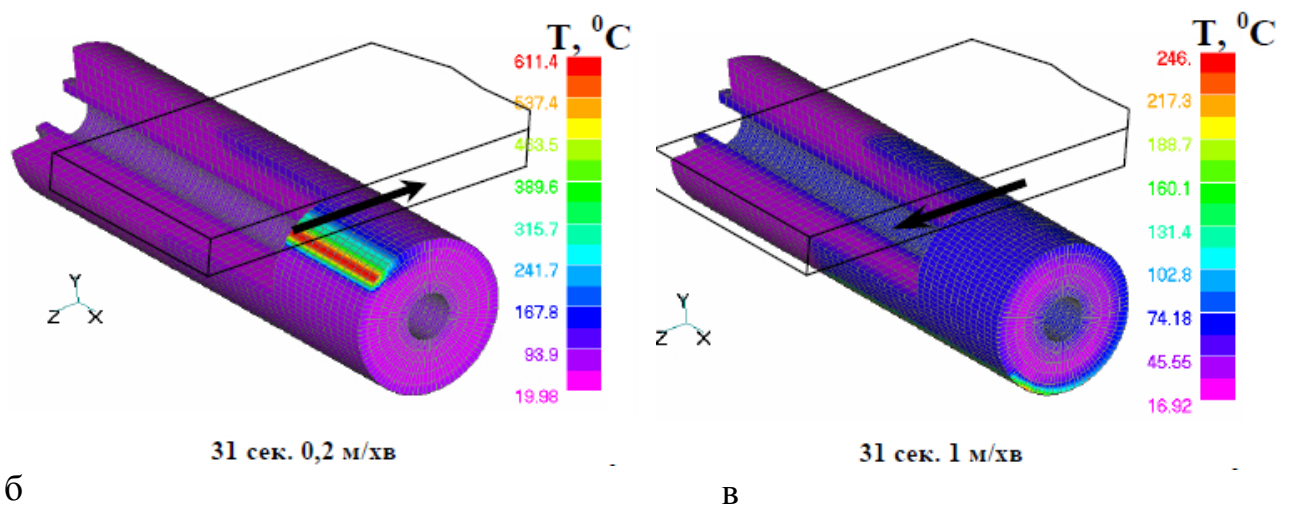 T, ⁰C
611.4
537.4
463.5
389.6
315.7
241.7
167.8
93.9
19.98
Y
Z X
31 сек. 0,2 м/хв
б
T, ⁰C
246.
217.3
188.7
160.1
131.4
102.8
74.18
45.55
16.92
Y
Z X
31 сек. 1 м/хв
в